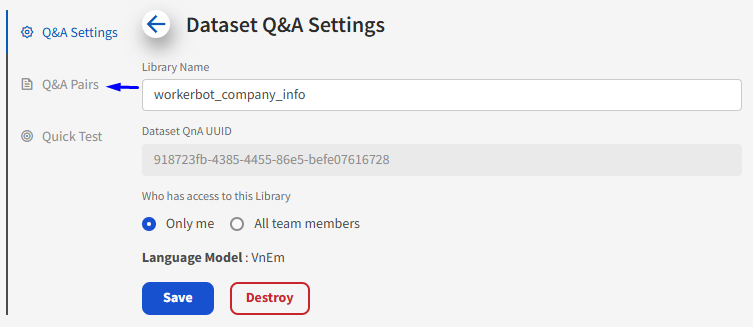 Q&A Settings
Q&A Pairs
Quick Test
Dataset Q&A Settings
Library Name
workerbot_company_info
Dataset QnA UUID
918723fb-4385-4455-86e5-befe07616728
Who has access to this Library
Only me
All team members
Language Model : VnEm
Save
Destroy